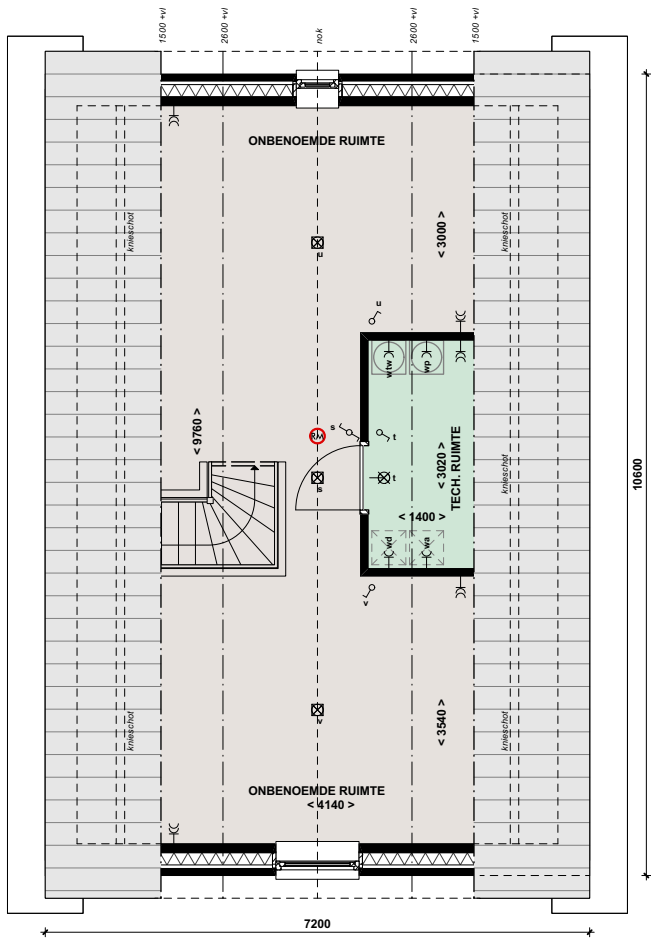 1500 +vl
2600 +vl
nok
2600 +vl
1500 +vl
ONBENOEMDE RUIMTE
knieschot
< 3000 >
knieschot
u
u
wtw
wp
< 9760 >
RM
s
t
s
t
< 3020 >
TECH. RUIMTE
knieschot
10600
< 1400 >
wd
wa
v
v
knieschot
< 3540 >
knieschot
ONBENOEMDE RUIMTE
< 4140 >
7200